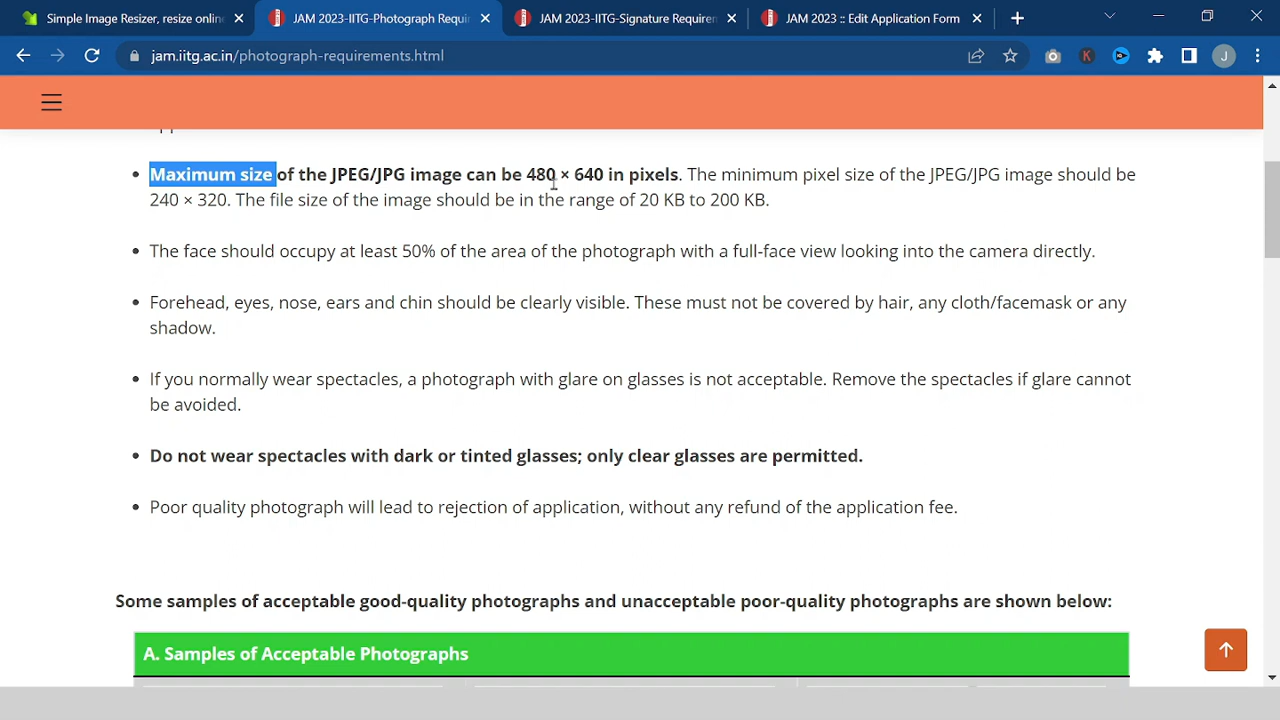 Simple Image Resizer, resize online
JAM 2023-IITG-Photograph Requi
JAM 2023-IITG-Signature Requirem
JAM 2023 :: Edit Application Form
jam.iitg.ac.in/photograph-requirements.html
K
J
Maximum size of the JPEG/JPG image can be 480 × 640 in pixels. The minimum pixel size of the JPEG/JPG image should be
240 × 320. The file size of the image should be in the range of 20 KB to 200 KB.
The face should occupy at least 50% of the area of the photograph with a full-face view looking into the camera directly.
Forehead, eyes, nose, ears and chin should be clearly visible. These must not be covered by hair, any cloth/facemask or any
shadow.
If you normally wear spectacles, a photograph with glare on glasses is not acceptable. Remove the spectacles if glare cannot
be avoided.
Do not wear spectacles with dark or tinted glasses; only clear glasses are permitted.
Poor quality photograph will lead to rejection of application, without any refund of the application fee.
Some samples of acceptable good-quality photographs and unacceptable poor-quality photographs are shown below:
A. Samples of Acceptable Photographs